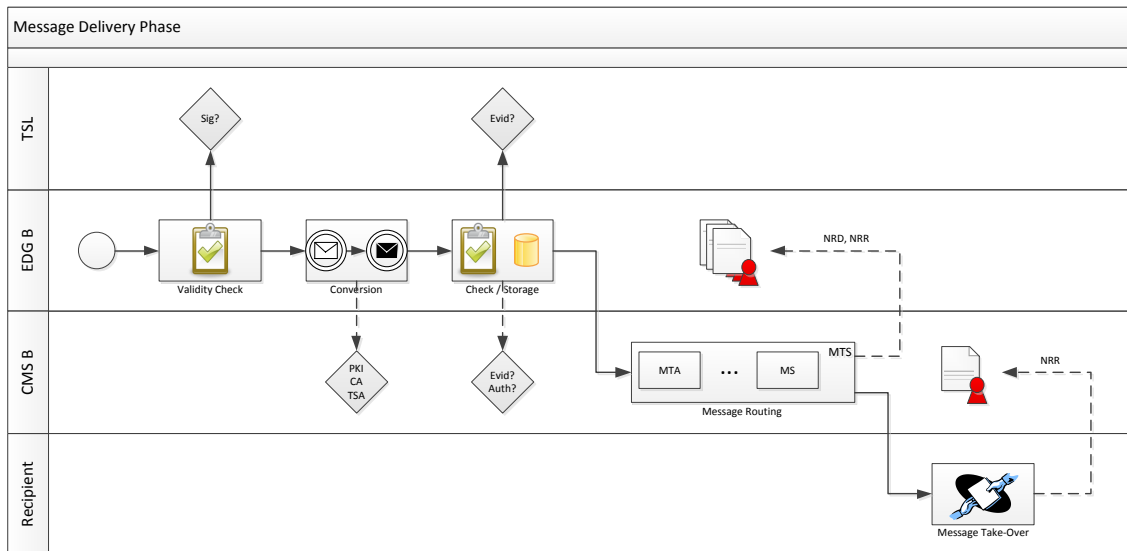 Message Delivery Phase
TSL
Sig?
Evid?
EDG B
Validity Check
Conversion
Check / Storage
NRD, NRR
CMS B
PKI
CA
TSA
Evid?
Auth?
MTS
MTA
...
MS
Message Routing
NRR
Recipient
Message Take-Over